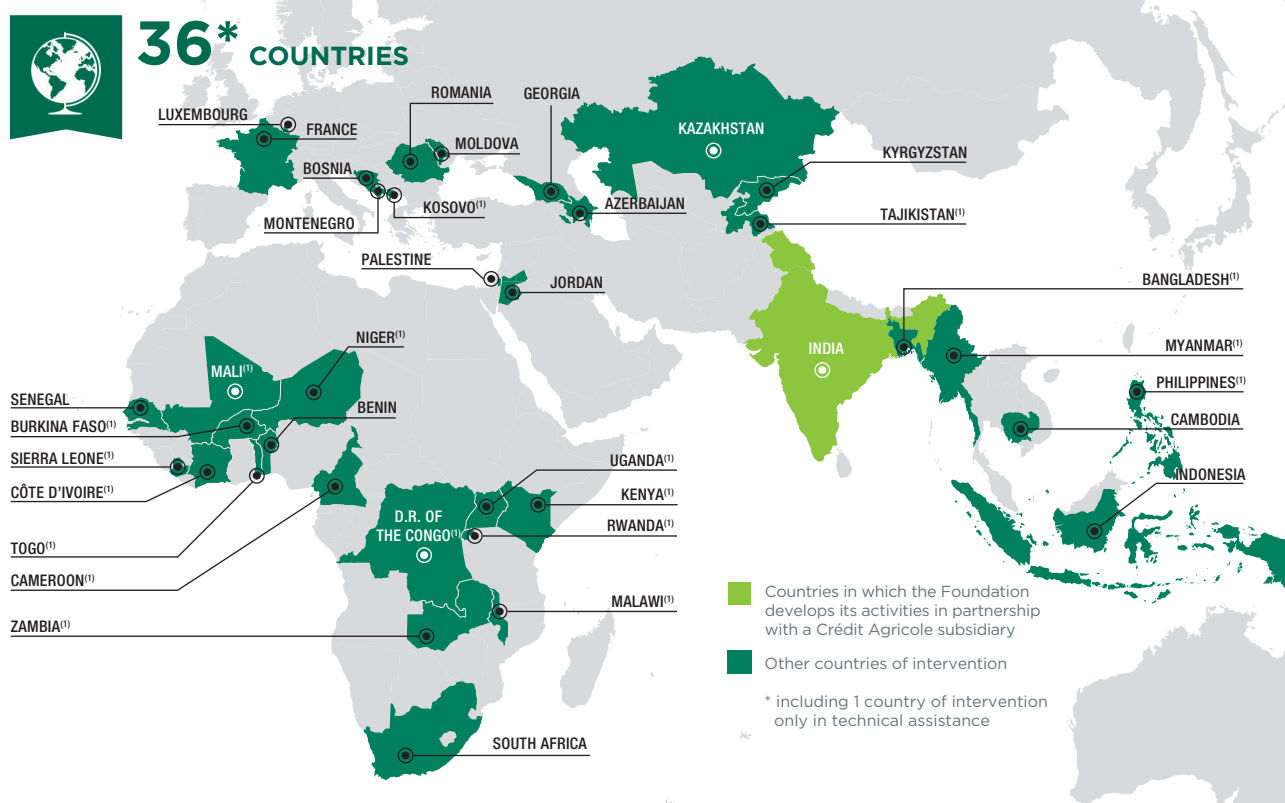 36* COUNTRIES
LUXEMBOURG
FRANCE
ROMANIA
GEORGIA
MOLDOVA
BOSNIA
KOSOVO(1)
MONTENEGRO
AZERBAIJAN
KAZAKHSTAN
KYRGYZSTAN
TAJIKISTAN(1)
PALESTINE
JORDAN
BANGLADESH(1)
INDIA
MYANMAR(1)
PHILIPPINES(1)
CAMBODIA
INDONESIA
NIGER(1)
MALI(1)
BENIN
SENEGAL
BURKINA FASO(1)
SIERRA LEONE(1)
CÔTE D'IVOIRE(1)
TOGO(1)
CAMEROON(1)
ZAMBIA(1)
UGANDA(1)
KENYA(1)
RWANDA(1)
D.R. OF
THE CONGO(1)
MALAWI(1)
SOUTH AFRICA
Countries in which the Foundation
develops its activities in partnership
with a Crédit Agricole subsidiary
Other countries of intervention
* including 1 country of intervention
only in technical assistance